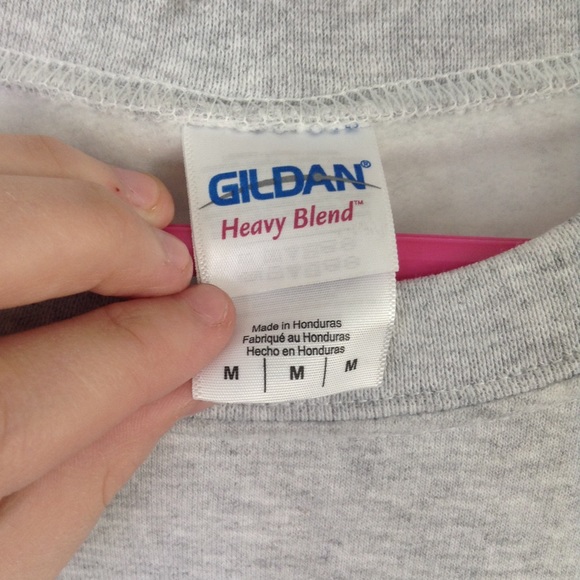 GILDAN®
Heavy Blend™
Made in Honduras
Fabriqué au Honduras
Hecho en Honduras
M | M | M